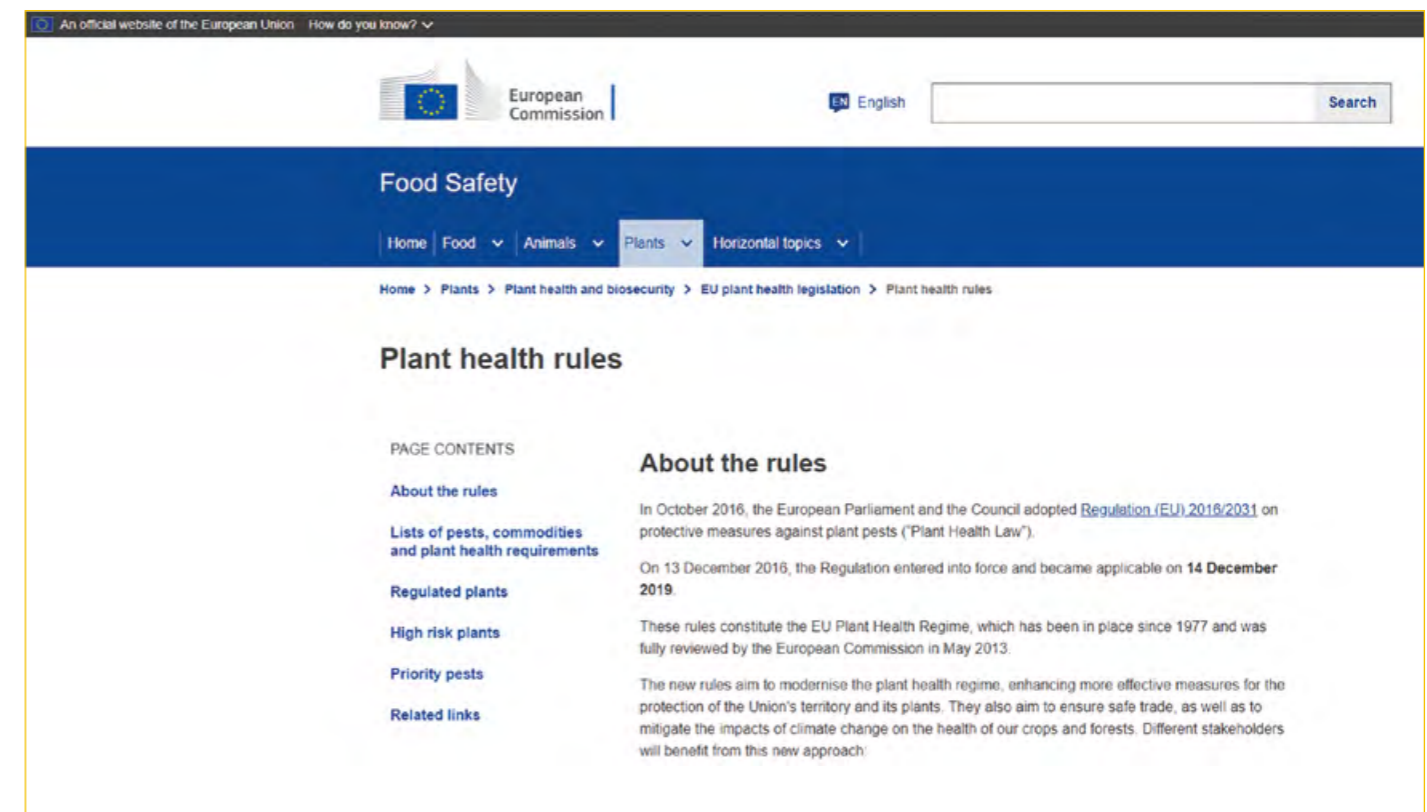 An official website of the European Union How do you know?
European
Commission
EN English
Search
Food Safety
Home Food Animals Plants Horizontal topics
Home > Plants > Plant health and biosecurity > EU plant health legislation > Plant health rules
Plant health rules
PAGE CONTENTS
About the rules
Lists of pests, commodities
and plant health requirements
Regulated plants
High risk plants
Priority pests
Related links
About the rules
In October 2016, the European Parliament and the Council adopted Regulation (EU) 2016/2031 on
protective measures against plant pests ("Plant Health Law").
On 13 December 2016, the Regulation entered into force and became applicable on 14 December
2019.
These rules constitute the EU Plant Health Regime, which has been in place since 1977 and was
fully reviewed by the European Commission in May 2013.
The new rules aim to modernise the plant health regime, enhancing more effective measures for the
protection of the Union's territory and its plants. They also aim to ensure safe trade, as well as to
mitigate the impacts of climate change on the health of our crops and forests. Different stakeholders
will benefit from this new approach: